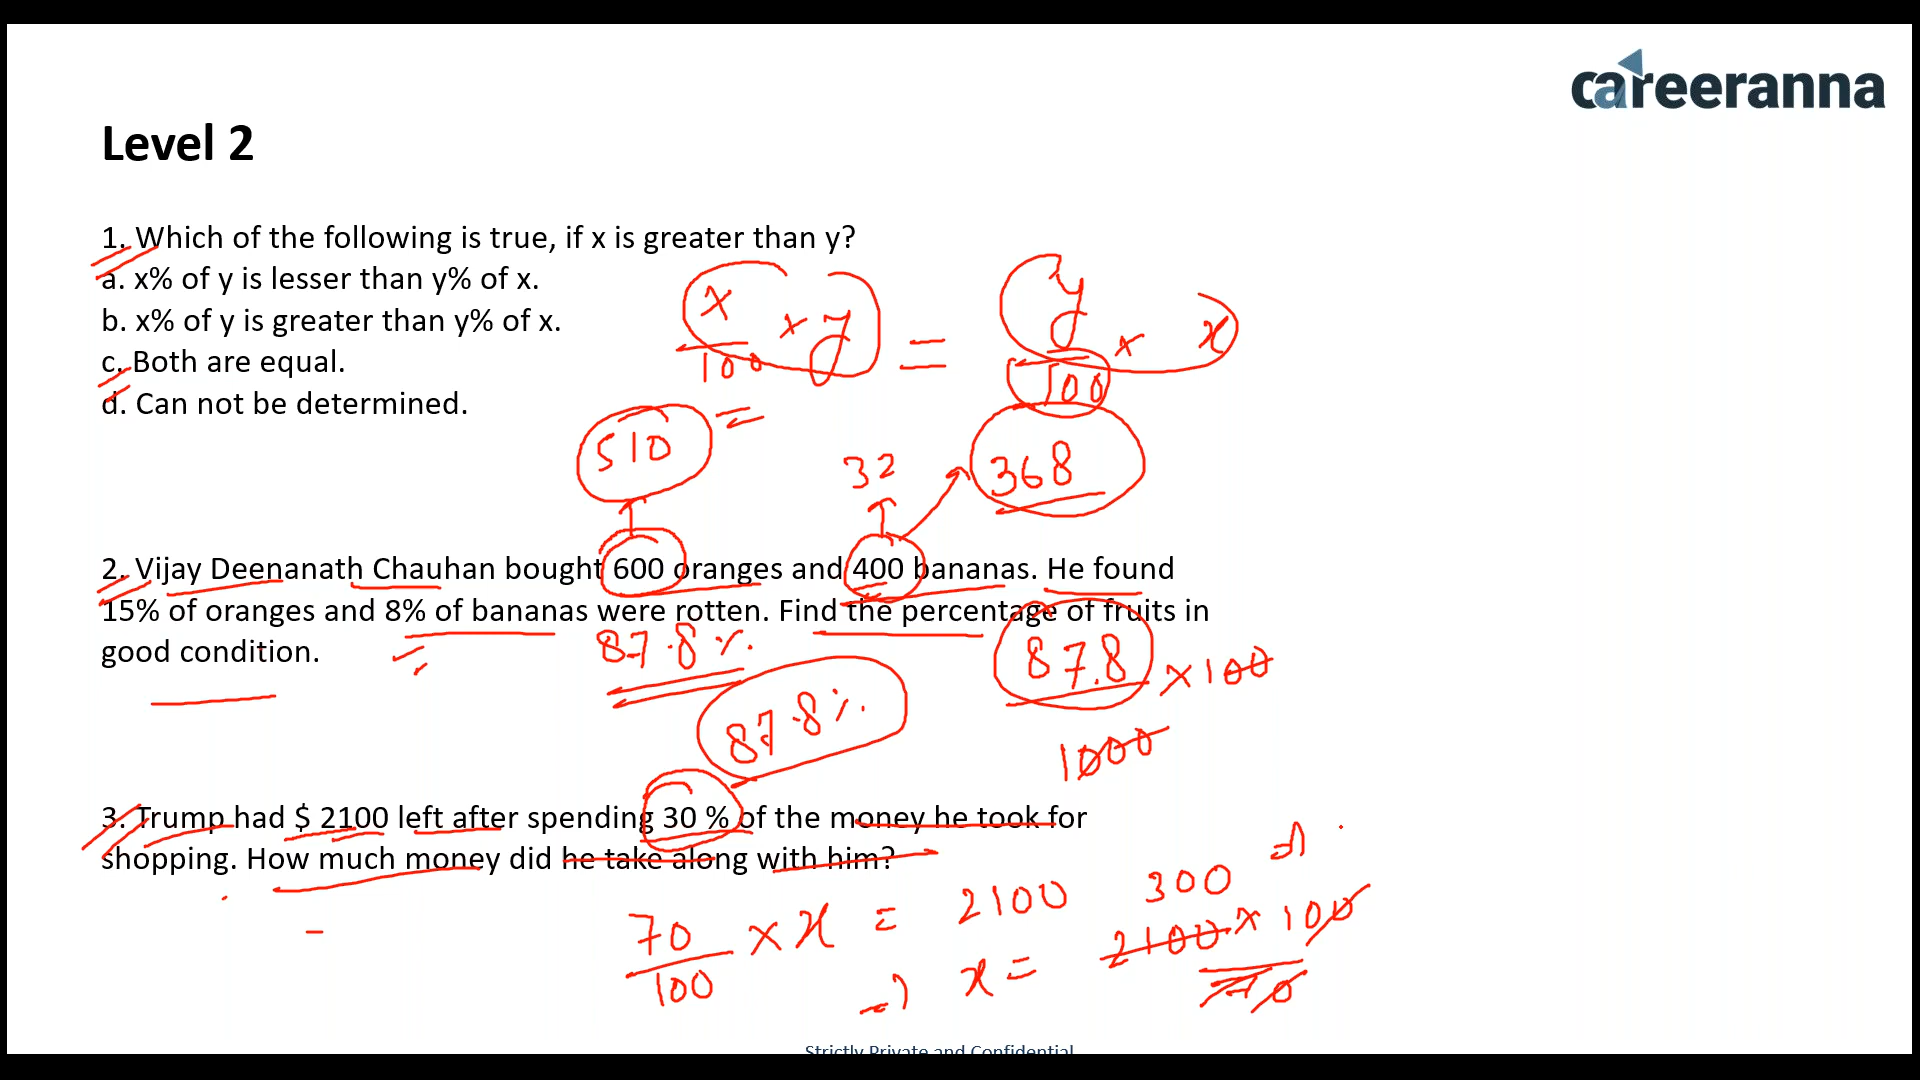 careeranna
Level 2
1. Which of the following is true, if x is greater than y?
a. x% of y is lesser than y% of x.
b. x% of y is greater than y% of x.
c. Both are equal.
d. Can not be determined.
x/100 × y = y/100 × x
510
32
368
2. Vijay Deenanath Chauhan bought 600 oranges and 400 bananas. He found
15% of oranges and 8% of bananas were rotten. Find the percentage of fruits in
good condition.
87.8%
87.8 × 100
1000
87.8%
3. Trump had $ 2100 left after spending 30 % of the money he took for
shopping. How much money did he take along with him?
300
70/100 × x = 2100
x = 2100 × 100
70
Strictly Private and Confidential